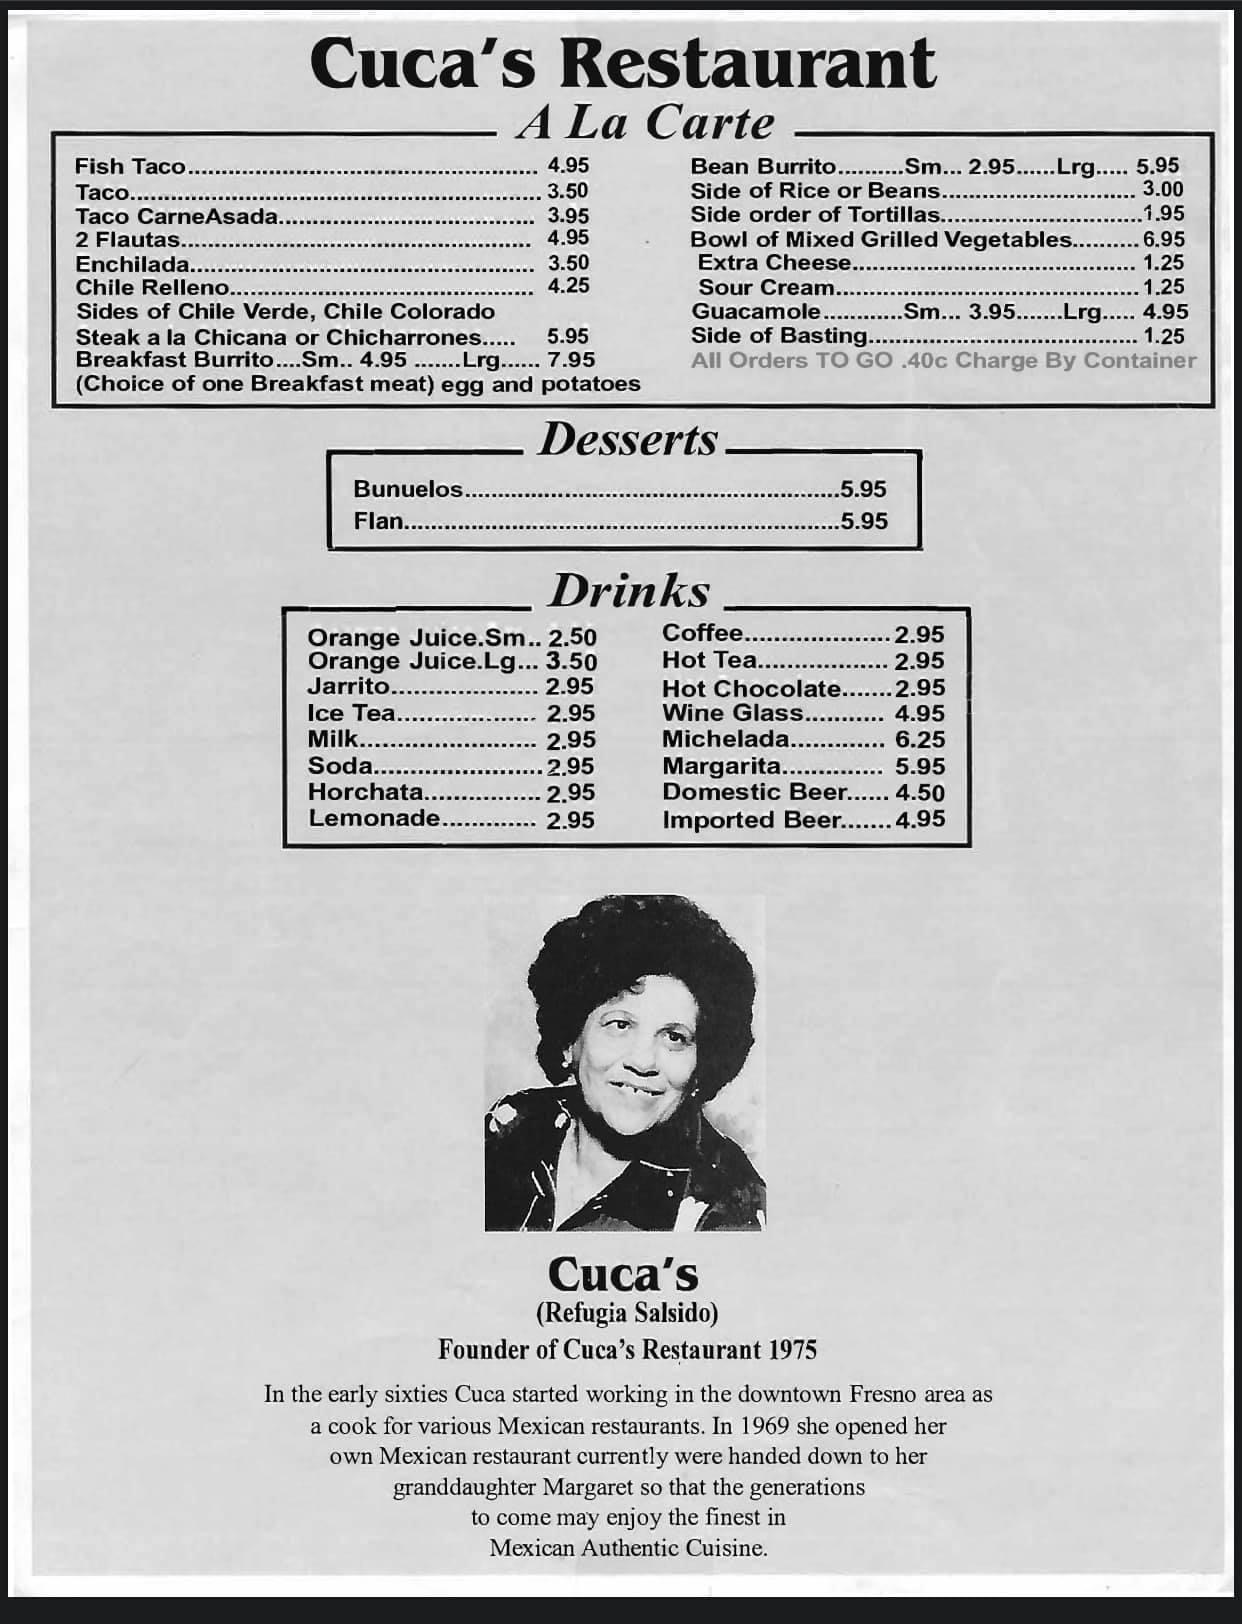 Cuca's Restaurant
A La Carte
Fish Taco..................................................... 4.95
Taco............................................................. 3.50
Taco CarneAsada...................................... 3.95
2 Flautas.................................................... 4.95
Enchilada................................................... 3.50
Chile Relleno............................................. 4.25
Sides of Chile Verde, Chile Colorado
Steak a la Chicana or Chicharrones..... 5.95
Breakfast Burrito....Sm.. 4.95 .......Lrg...... 7.95
(Choice of one Breakfast meat) egg and potatoes
Bean Burrito..........Sm... 2.95......Lrg..... 5.95
Side of Rice or Beans............................. 3.00
Side order of Tortillas..............................1.95
Bowl of Mixed Grilled Vegetables..........6.95
Extra Cheese.......................................... 1.25
Sour Cream.............................................1.25
Guacamole............Sm... 3.95.......Lrg..... 4.95
Side of Basting........................................ 1.25
All Orders TO GO .40c Charge By Container
Desserts
Bunuelos.........................................................5.95
Flan..................................................................5.95
Drinks
Orange Juice.Sm.. 2.50
Orange Juice.Lg... 3.50
Jarrito.................... 2.95
Ice Tea................... 2.95
Milk........................ 2.95
Soda.......................2.95
Horchata................ 2.95
Lemonade............. 2.95
Coffee....................2.95
Hot Tea.................. 2.95
Hot Chocolate.......2.95
Wine Glass........... 4.95
Michelada............. 6.25
Margarita.............. 5.95
Domestic Beer...... 4.50
Imported Beer.......4.95
Cuca's
(Refugia Salsido)
Founder of Cuca's Restaurant 1975
In the early sixties Cuca started working in the downtown Fresno area as
a cook for various Mexican restaurants. In 1969 she opened her
own Mexican restaurant currently were handed down to her
granddaughter Margaret so that the generations
to come may enjoy the finest in
Mexican Authentic Cuisine.